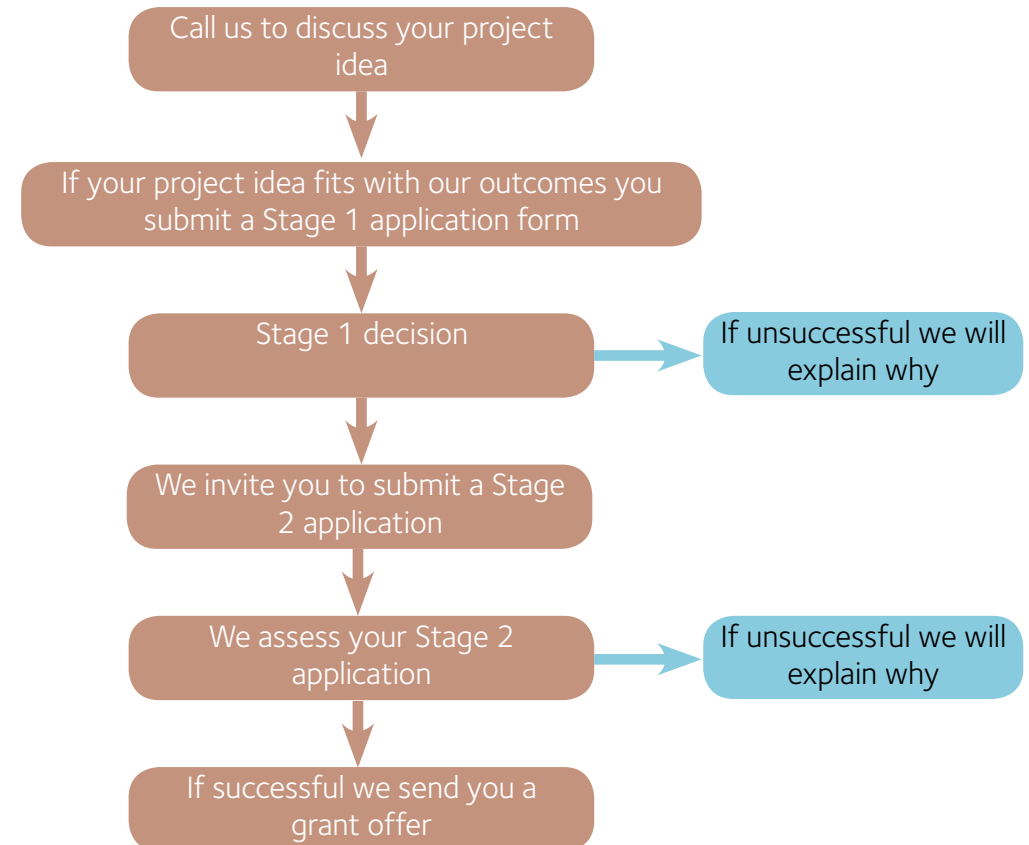 Call us to discuss your project
idea
If your project idea fits with our outcomes you
submit a Stage 1 application form
Stage 1 decision
If unsuccessful we will
explain why
We invite you to submit a Stage
2 application
We assess your Stage 2
application
If unsuccessful we will
explain why
If successful we send you a
grant offer